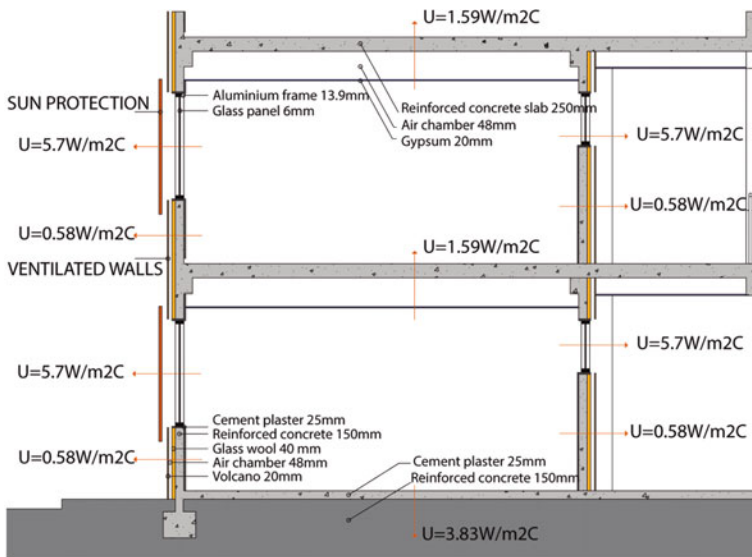 U=1.59W/m2C
SUN PROTECTION
Aluminium frame 13.9mm
Glass panel 6mm
Reinforced concrete slab 250mm
Air chamber 48mm
Gypsum 20mm
U=5.7W/m2C
U=5.7W/m2C
U=0.58W/m2C
U=0.58W/m2C
U=1.59W/m2C
VENTILATED WALLS
U=5.7W/m2C
U=5.7W/m2C
Cement plaster 25mm
Reinforced concrete 150mm
Glass wool 40 mm
Air chamber 48mm
Volcano 20mm
U=0.58W/m2C
U=0.58W/m2C
Cement plaster 25mm
Reinforced concrete 150mm
U=3.83W/m2C